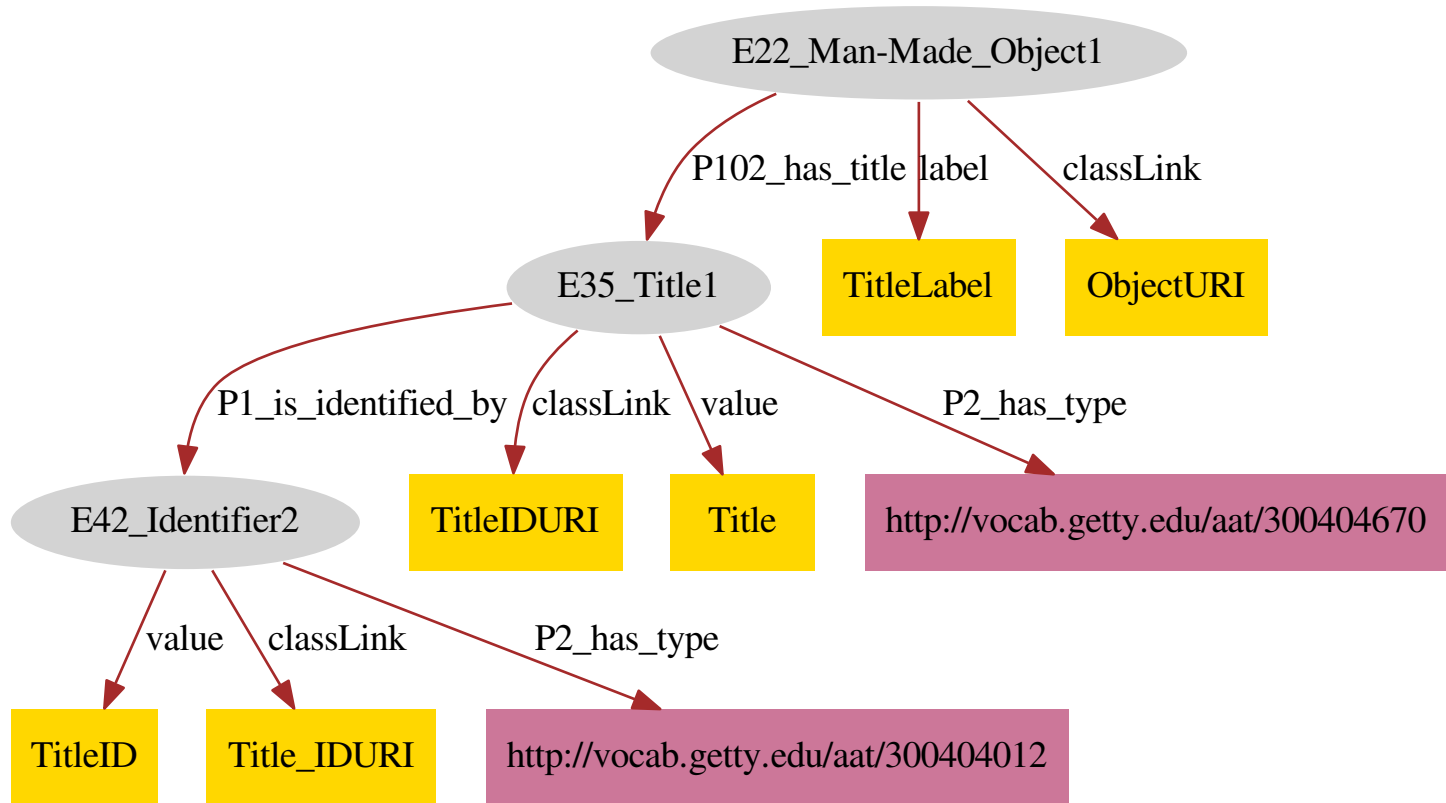 E22_Man-Made_Object1
P102_has_title
label
classLink
E35_Title1
TitleLabel
ObjectURI
P1_is_identified_by
classLink
value
P2_has_type
E42_Identifier2
TitleIDURI
Title
http://vocab.getty.edu/aat/300404670
value
classLink
P2_has_type
TitleID
Title_IDURI
http://vocab.getty.edu/aat/300404012